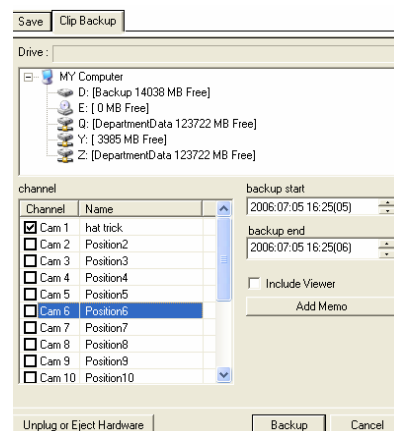 Save Clip Backup
Drive :
MY Computer
D: [Backup 14038 MB Free]
E: [ 0 MB Free]
Q: [DepartmentData 123722 MB Free]
Y: [ 3985 MB Free]
Z: [DepartmentData 123722 MB Free]
channel
Channel Name
Cam 1 hat trick
Cam 2 Position2
Cam 3 Position3
Cam 4 Position4
Cam 5 Position5
Cam 6 Position6
Cam 7 Position7
Cam 8 Position8
Cam 9 Position9
Cam 10 Position10
backup start
2006:07:05 16:25(05)
backup end
2006:07:05 16:25(06)
Include Viewer
Add Memo
Unplug or Eject Hardware
Backup
Cancel